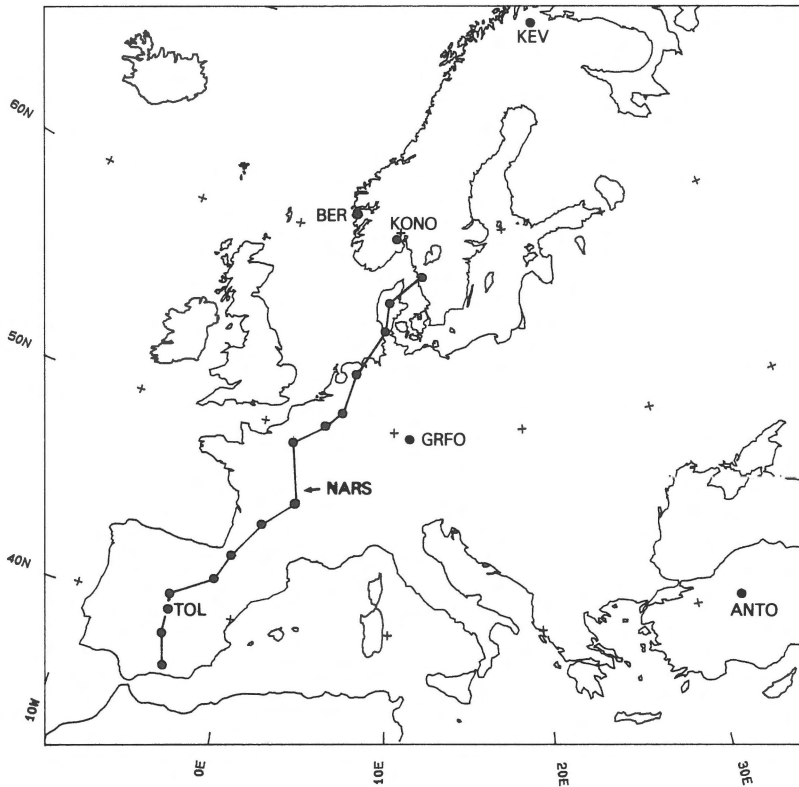 KEV
60N
BER
KONO
50N
GRFO
NARS
40N
TOL
ANTO
10W
0E
10E
20E
30E